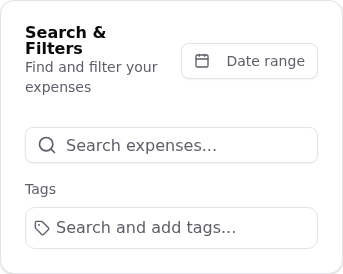 Search &
Filters
Find and filter your
expenses
Date range
Search expenses...
Tags
Search and add tags...